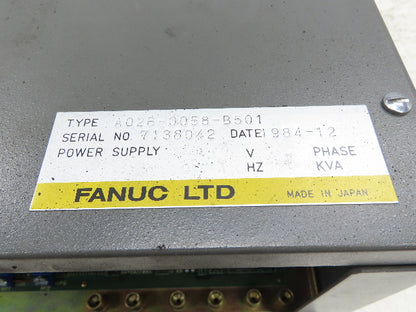 TYPE A02B-0058-B501
SERIAL NO. 7138042 DATE 1984-12
POWER SUPPLY V PHASE
HZ KVA
FANUC LTD MADE IN JAPAN